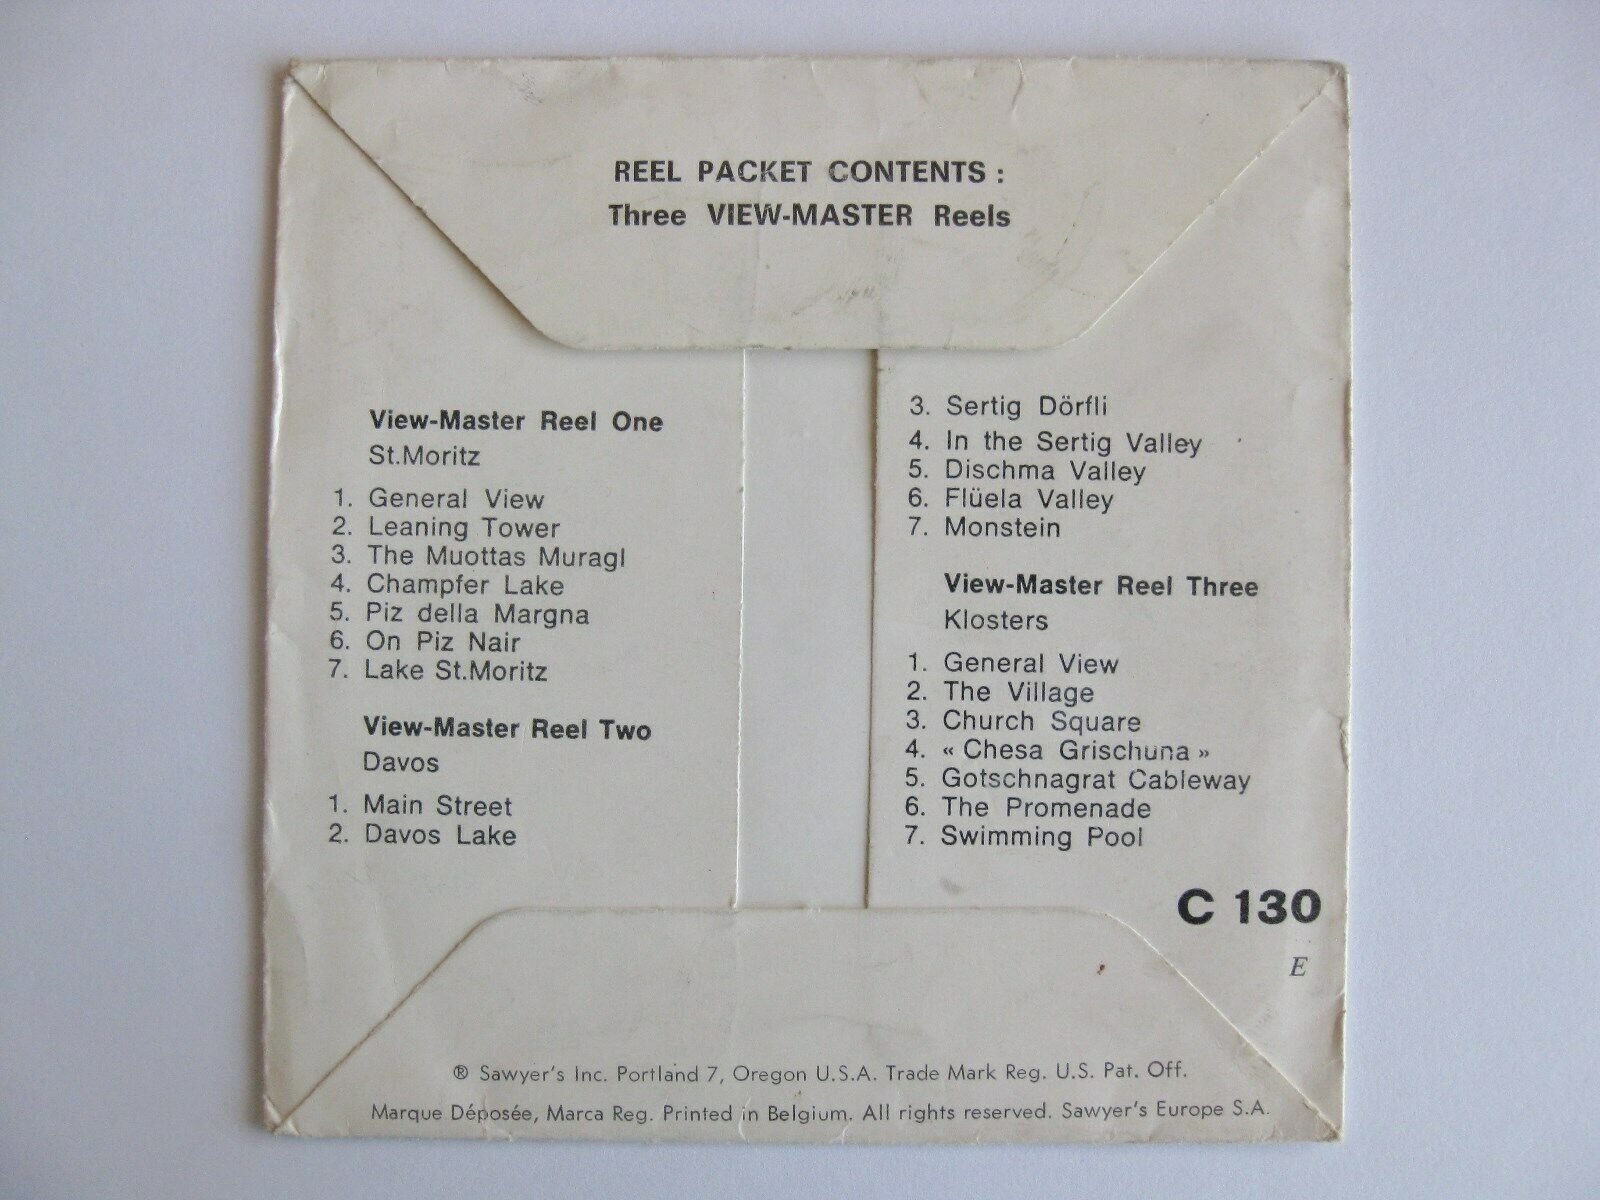 REEL PACKET CONTENTS :
Three VIEW-MASTER Reels
View-Master Reel One
St.Moritz
1. General View
2. Leaning Tower
3. The Muottas Muragl
4. Champfer Lake
5. Piz della Margna
6. On Piz Nair
7. Lake St.Moritz
View-Master Reel Two
Davos
1. Main Street
2. Davos Lake
3. Sertig Dörfli
4. In the Sertig Valley
5. Dischma Valley
6. Flüela Valley
7. Monstein
View-Master Reel Three
Klosters
1. General View
2. The Village
3. Church Square
4. « Chesa Grischuna »
5. Gotschnagrat Cableway
6. The Promenade
7. Swimming Pool
C 130
E
® Sawyer's Inc. Portland 7, Oregon U.S.A. Trade Mark Reg. U.S. Pat. Off.
Marque Déposée, Marca Reg. Printed in Belgium. All rights reserved. Sawyer's Europe S.A.